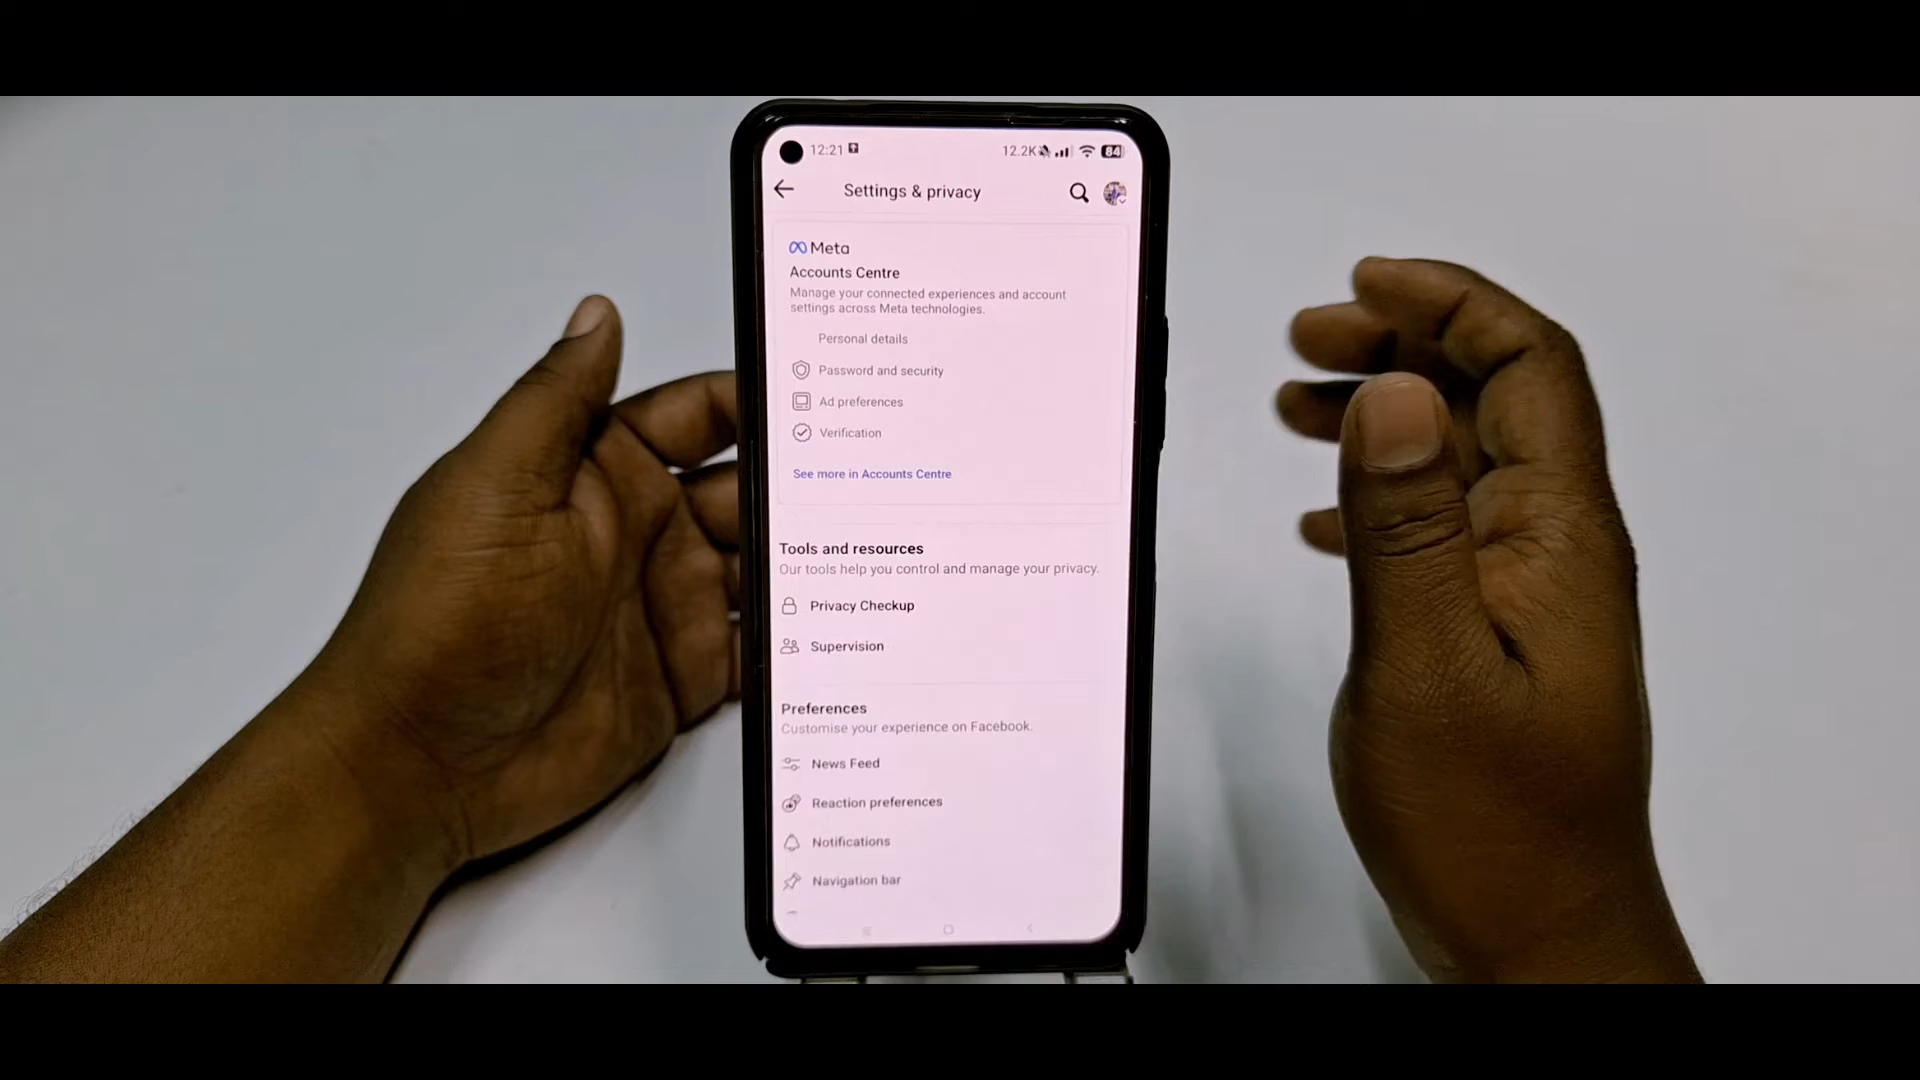 12:21
12.2K
84
Settings & privacy
Meta
Accounts Centre
Manage your connected experiences and account
settings across Meta technologies.
Personal details
Password and security
Ad preferences
Verification
See more in Accounts Centre
Tools and resources
Our tools help you control and manage your privacy.
Privacy Checkup
Supervision
Preferences
Customise your experience on Facebook.
News Feed
Reaction preferences
Notifications
Navigation bar